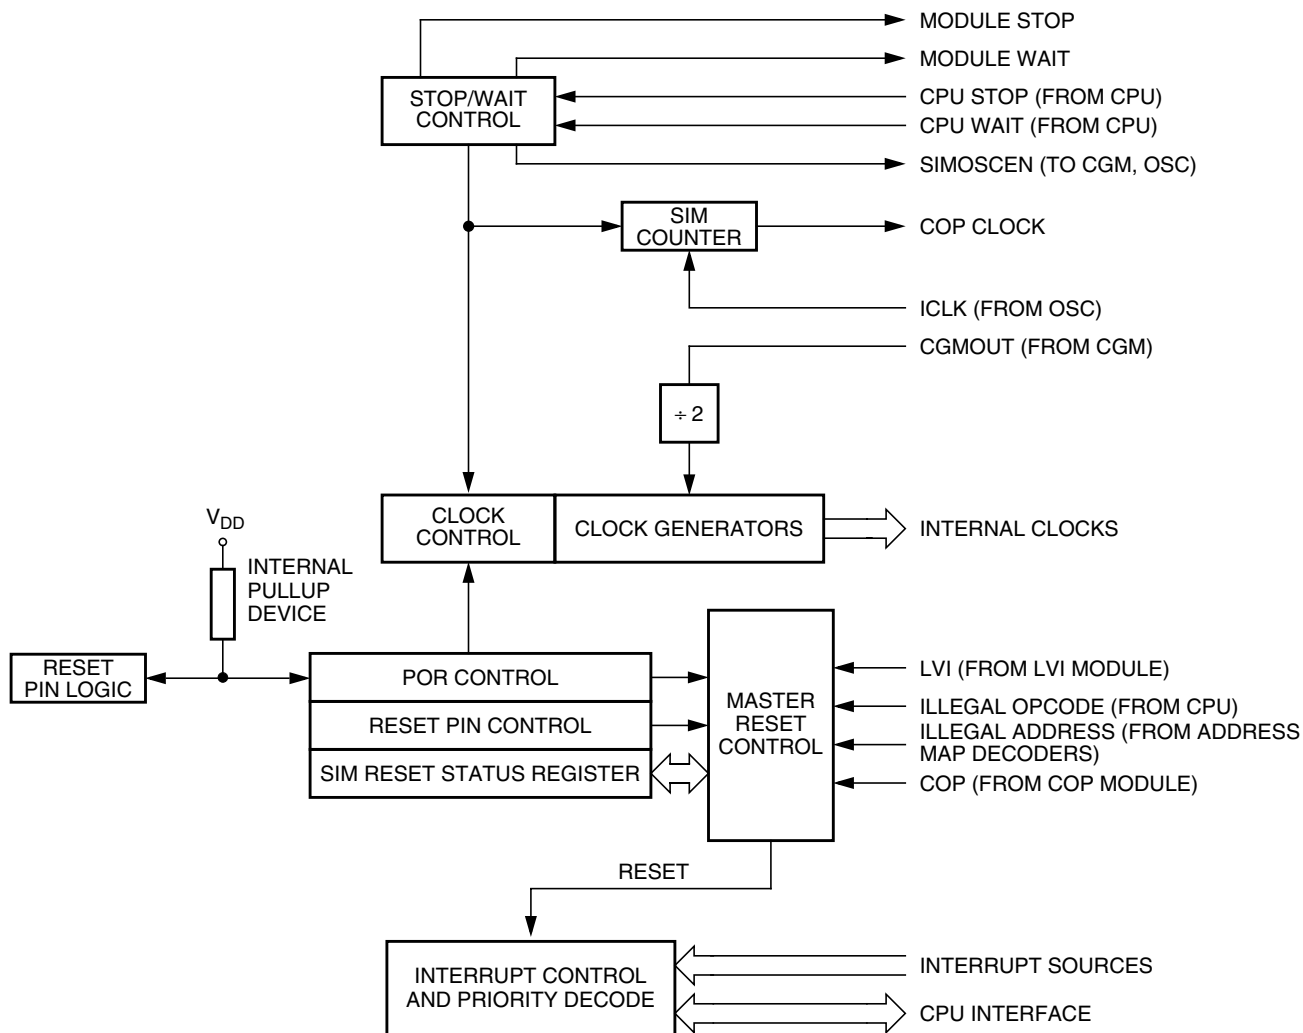 MODULE STOP
MODULE WAIT
STOP/WAIT
CONTROL
CPU STOP (FROM CPU)
CPU WAIT (FROM CPU)
SIMOSCEN (TO CGM, OSC)
SIM
COUNTER
COP CLOCK
ICLK (FROM OSC)
CGMOUT (FROM CGM)
÷ 2
CLOCK
CONTROL
CLOCK GENERATORS
INTERNAL CLOCKS
VDD
INTERNAL
PULLUP
DEVICE
RESET
PIN LOGIC
POR CONTROL
RESET PIN CONTROL
SIM RESET STATUS REGISTER
MASTER
RESET
CONTROL
LVI (FROM LVI MODULE)
ILLEGAL OPCODE (FROM CPU)
ILLEGAL ADDRESS (FROM ADDRESS
MAP DECODERS)
COP (FROM COP MODULE)
RESET
INTERRUPT CONTROL
AND PRIORITY DECODE
INTERRUPT SOURCES
CPU INTERFACE